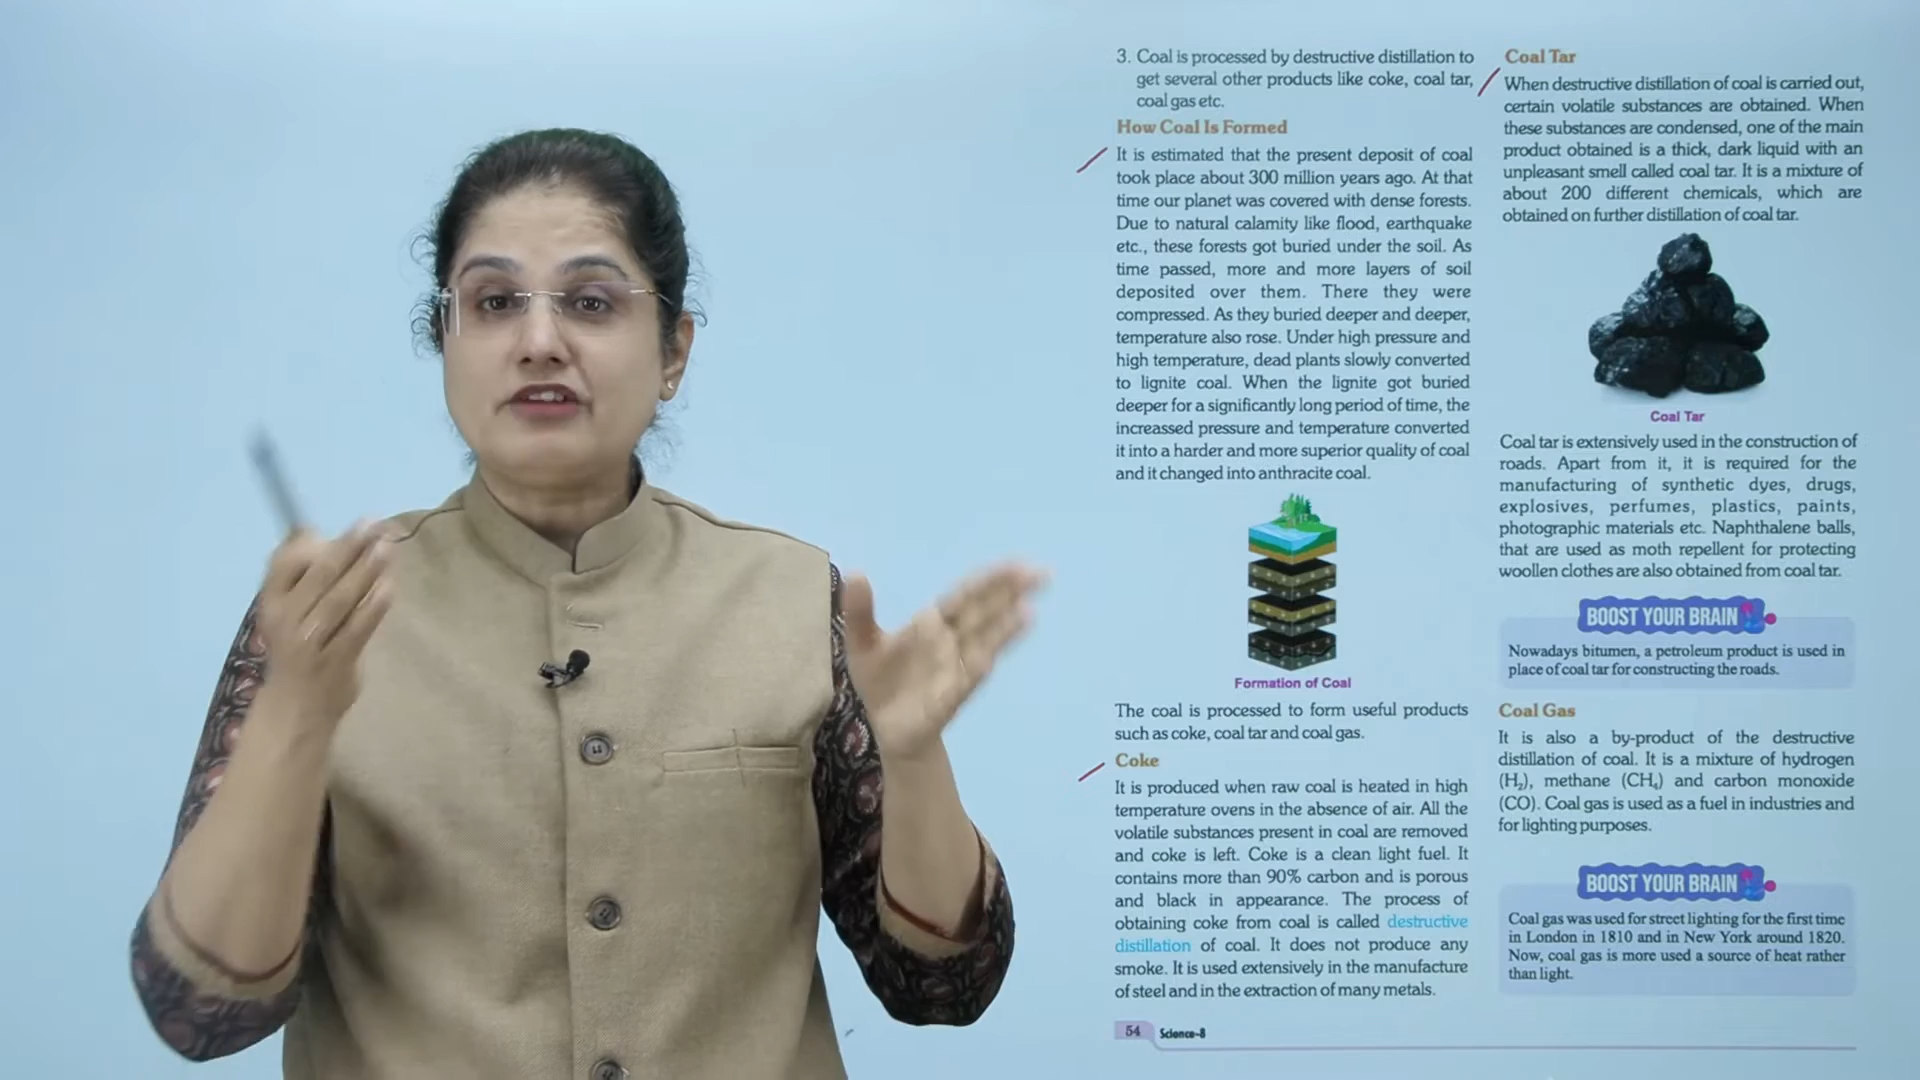 3. Coal is processed by destructive distillation to
get several other products like coke, coal tar,
coal gas etc.
How Coal Is Formed
It is estimated that the present deposit of coal
took place about 300 million years ago. At that
time our planet was covered with dense forests.
Due to natural calamity like flood, earthquake
etc., these forests got buried under the soil. As
time passed, more and more layers of soil
deposited over them. There they were
compressed. As they buried deeper and deeper,
temperature also rose. Under high pressure and
high temperature, dead plants slowly converted
to lignite coal. When the lignite got buried
deeper for a significantly long period of time, the
increassed pressure and temperature converted
it into a harder and more superior quality of coal
and it changed into anthracite coal.
Formation of Coal
The coal is processed to form useful products
such as coke, coal tar and coal gas.
Coke
It is produced when raw coal is heated in high
temperature ovens in the absence of air. All the
volatile substances present in coal are removed
and coke is left. Coke is a clean light fuel. It
contains more than 90% carbon and is porous
and black in appearance. The process of
obtaining coke from coal is called destructive
distillation of coal. It does not produce any
smoke. It is used extensively in the manufacture
of steel and in the extraction of many metals.
54 Science-8
Coal Tar
When destructive distillation of coal is carried out,
certain volatile substances are obtained. When
these substances are condensed, one of the main
product obtained is a thick, dark liquid with an
unpleasant smell called coal tar. It is a mixture of
about 200 different chemicals, which are
obtained on further distillation of coal tar.
Coal Tar
Coal tar is extensively used in the construction of
roads. Apart from it, it is required for the
manufacturing of synthetic dyes, drugs,
explosives, perfumes, plastics, paints,
photographic materials etc. Naphthalene balls,
that are used as moth repellent for protecting
woollen clothes are also obtained from coal tar.
BOOST YOUR BRAIN
Nowadays bitumen, a petroleum product is used in
place of coal tar for constructing the roads.
Coal Gas
It is also a by-product of the destructive
distillation of coal. It is a mixture of hydrogen
(H₂), methane (CH₄) and carbon monoxide
(CO). Coal gas is used as a fuel in industries and
for lighting purposes.
BOOST YOUR BRAIN
Coal gas was used for street lighting for the first time
in London in 1810 and in New York around 1820.
Now, coal gas is more used a source of heat rather
than light.